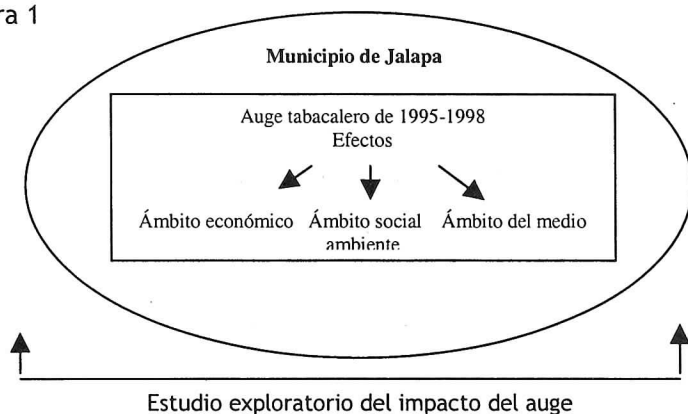 ra 1
Municipio de Jalapa
Auge tabacalero de 1995-1998
Efectos
Ámbito económico Ámbito social Ámbito del medio
ambiente
Estudio exploratorio del impacto del auge